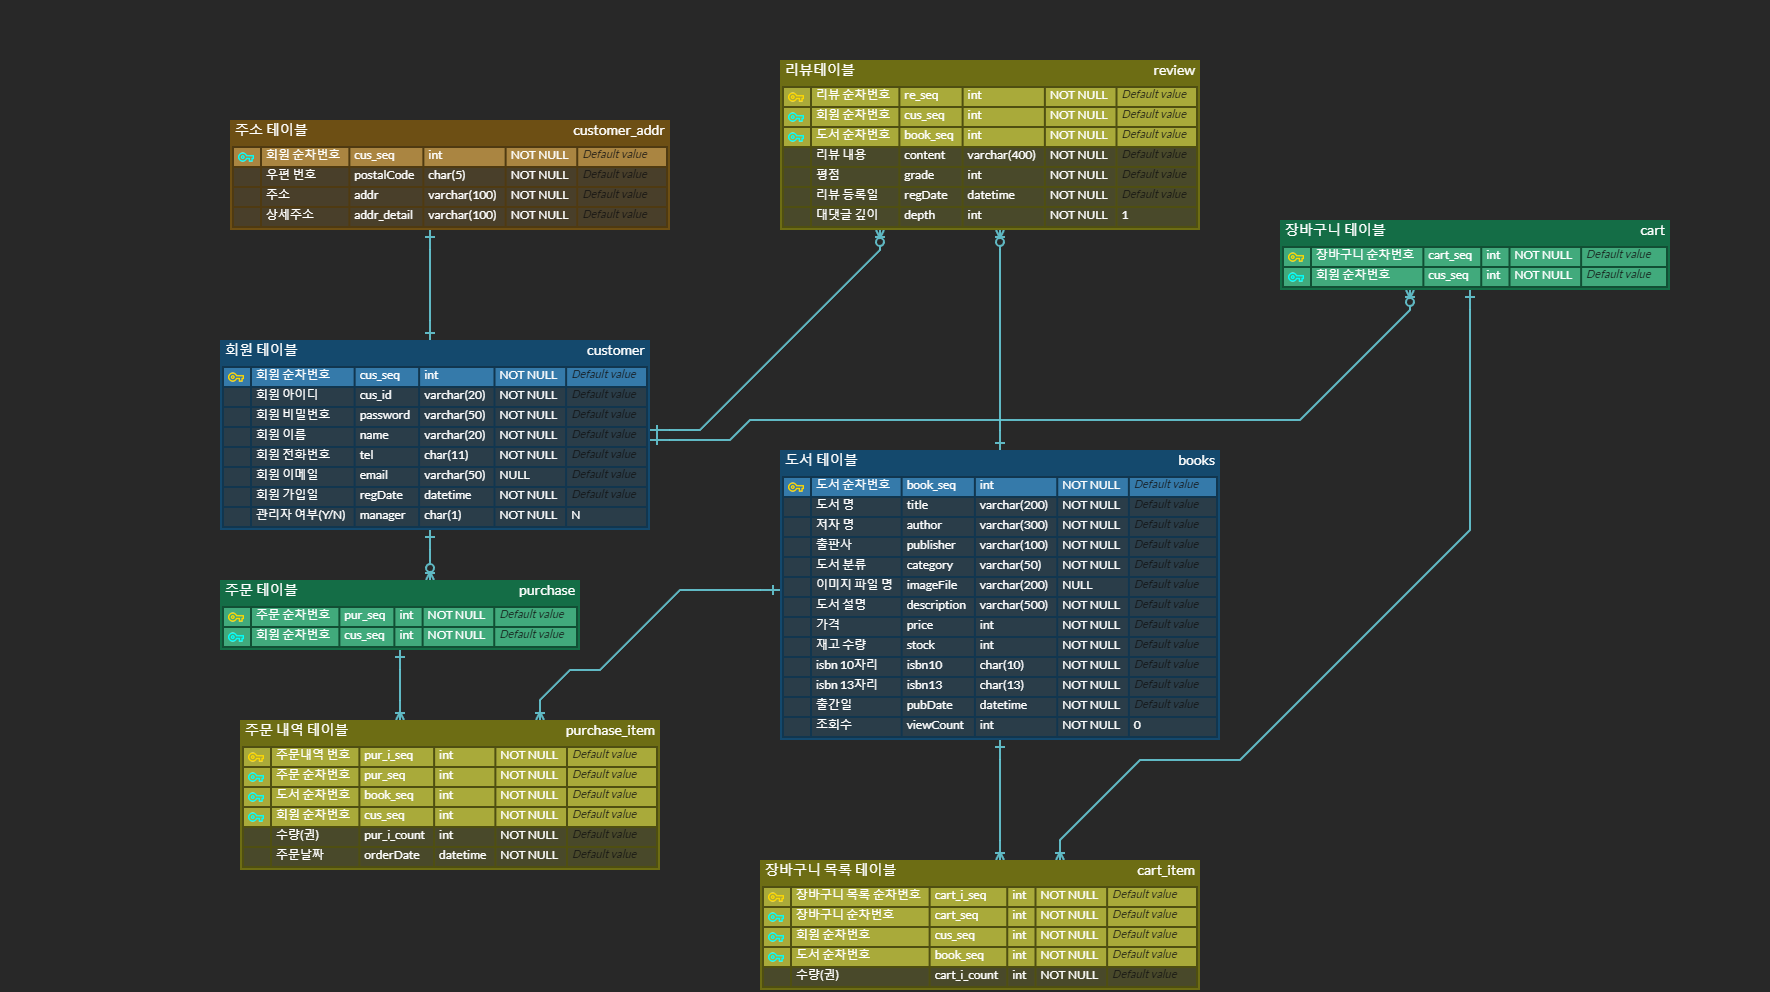 리뷰테이블 review
리뷰 순차번호 re_seq int NOT NULL Default value
회원 순차번호 cus_seq int NOT NULL Default value
도서 순차번호 book_seq int NOT NULL Default value
리뷰 내용 content varchar(400) NOT NULL Default value
평점 grade int NOT NULL Default value
리뷰 등록일 regDate datetime NOT NULL Default value
대댓글 깊이 depth int NOT NULL 1
주소 테이블 customer_addr
회원 순차번호 cus_seq int NOT NULL Default value
우편 번호 postalCode char(5) NOT NULL Default value
주소 addr varchar(100) NOT NULL Default value
상세주소 addr_detail varchar(100) NOT NULL Default value
장바구니 테이블 cart
장바구니 순차번호 cart_seq int NOT NULL Default value
회원 순차번호 cus_seq int NOT NULL Default value
회원 테이블 customer
회원 순차번호 cus_seq int NOT NULL Default value
회원 아이디 cus_id varchar(20) NOT NULL Default value
회원 비밀번호 password varchar(50) NOT NULL Default value
회원 이름 name varchar(20) NOT NULL Default value
회원 전화번호 tel char(11) NOT NULL Default value
회원 이메일 email varchar(50) NULL Default value
회원 가입일 regDate datetime NOT NULL Default value
관리자 여부(Y/N) manager char(1) NOT NULL N
도서 테이블 books
도서 순차번호 book_seq int NOT NULL Default value
도서 명 title varchar(200) NOT NULL Default value
저자 명 author varchar(300) NOT NULL Default value
출판사 publisher varchar(100) NOT NULL Default value
도서 분류 category varchar(50) NOT NULL Default value
이미지 파일 명 imageFile varchar(200) NULL Default value
도서 설명 description varchar(500) NOT NULL Default value
가격 price int NOT NULL Default value
재고 수량 stock int NOT NULL Default value
isbn 10자리 isbn10 char(10) NOT NULL Default value
isbn 13자리 isbn13 char(13) NOT NULL Default value
출간일 pubDate datetime NOT NULL Default value
조회수 viewCount int NOT NULL 0
주문 테이블 purchase
주문 순차번호 pur_seq int NOT NULL Default value
회원 순차번호 cus_seq int NOT NULL Default value
주문 내역 테이블 purchase_item
주문내역 번호 pur_i_seq int NOT NULL Default value
주문 순차번호 pur_seq int NOT NULL Default value
도서 순차번호 book_seq int NOT NULL Default value
회원 순차번호 cus_seq int NOT NULL Default value
수량(권) pur_i_count int NOT NULL Default value
주문날짜 orderDate datetime NOT NULL Default value
장바구니 목록 테이블 cart_item
장바구니 목록 순차번호 cart_i_seq int NOT NULL Default value
장바구니 순차번호 cart_seq int NOT NULL Default value
회원 순차번호 cus_seq int NOT NULL Default value
도서 순차번호 book_seq int NOT NULL Default value
수량(권) cart_i_count int NOT NULL Default value